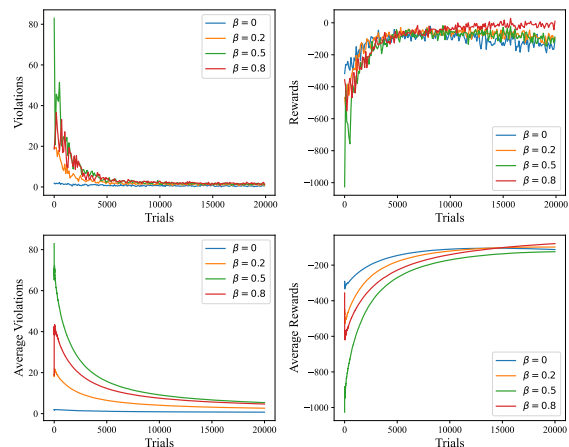 80
60
40
20
0
Violations
0
5000
10000
15000
20000
Trials
β = 0
β = 0.2
β = 0.5
β = 0.8
0
−200
−400
−600
−800
−1000
Rewards
0
5000
10000
15000
20000
Trials
β = 0
β = 0.2
β = 0.5
β = 0.8
80
60
40
20
0
Average Violations
0
5000
10000
15000
20000
Trials
β = 0
β = 0.2
β = 0.5
β = 0.8
−200
−400
−600
−800
−1000
Average Rewards
0
5000
10000
15000
20000
Trials
β = 0
β = 0.2
β = 0.5
β = 0.8